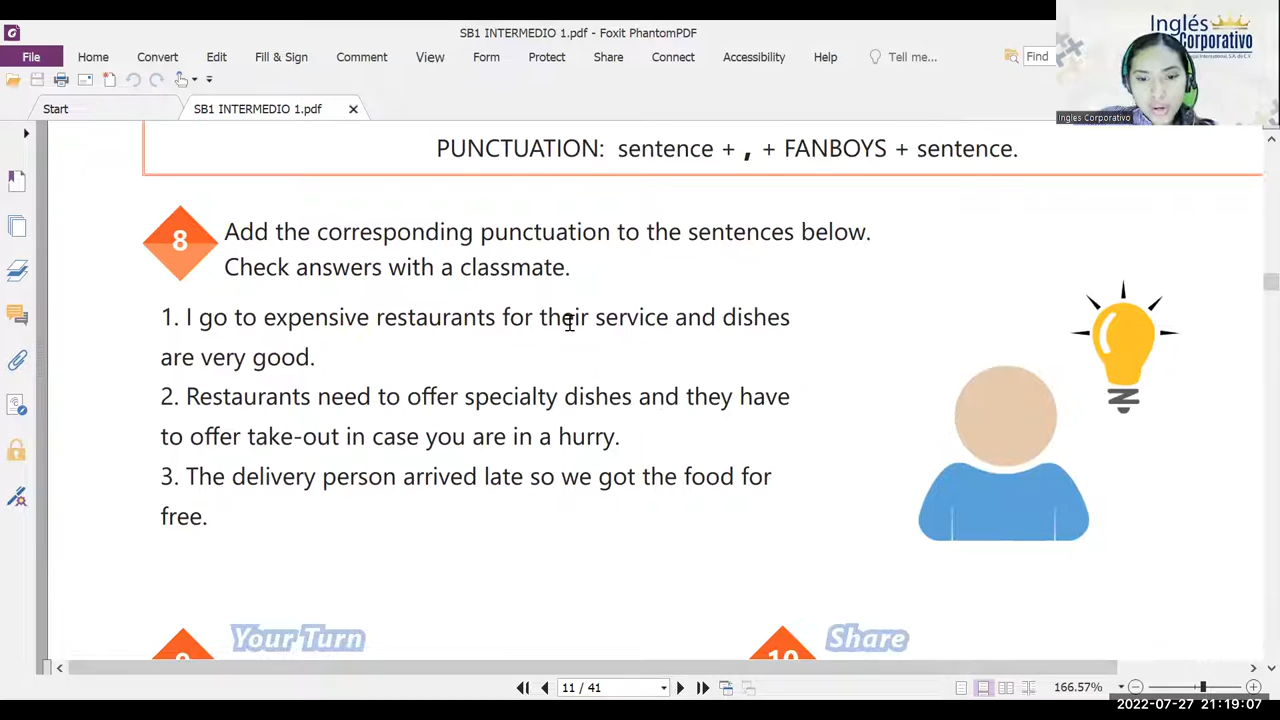 SB1 INTERMEDIO 1.pdf - Foxit PhantomPDF
Inglés
Corporativo
File Home Convert Edit Fill & Sign Comment View Form Protect Share Connect Accessibility Help Tell me... Find
Ingles Corporativo
Start SB1 INTERMEDIO 1.pdf
PUNCTUATION: sentence + , + FANBOYS + sentence.
8 Add the corresponding punctuation to the sentences below.
Check answers with a classmate.
1. I go to expensive restaurants for their service and dishes
are very good.
2. Restaurants need to offer specialty dishes and they have
to offer take-out in case you are in a hurry.
3. The delivery person arrived late so we got the food for
free.
9 Your Turn 10 Share
11 / 41 166.57%
2022-07-27 21:19:07